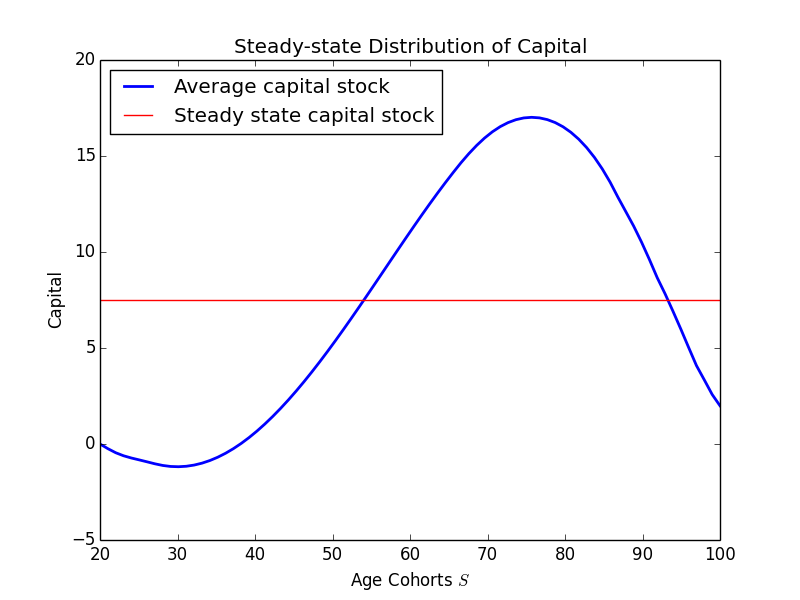 Steady-state Distribution of Capital
Average capital stock
Steady state capital stock
20
15
10
5
0
−5
Capital
20 30 40 50 60 70 80 90 100
Age Cohorts S